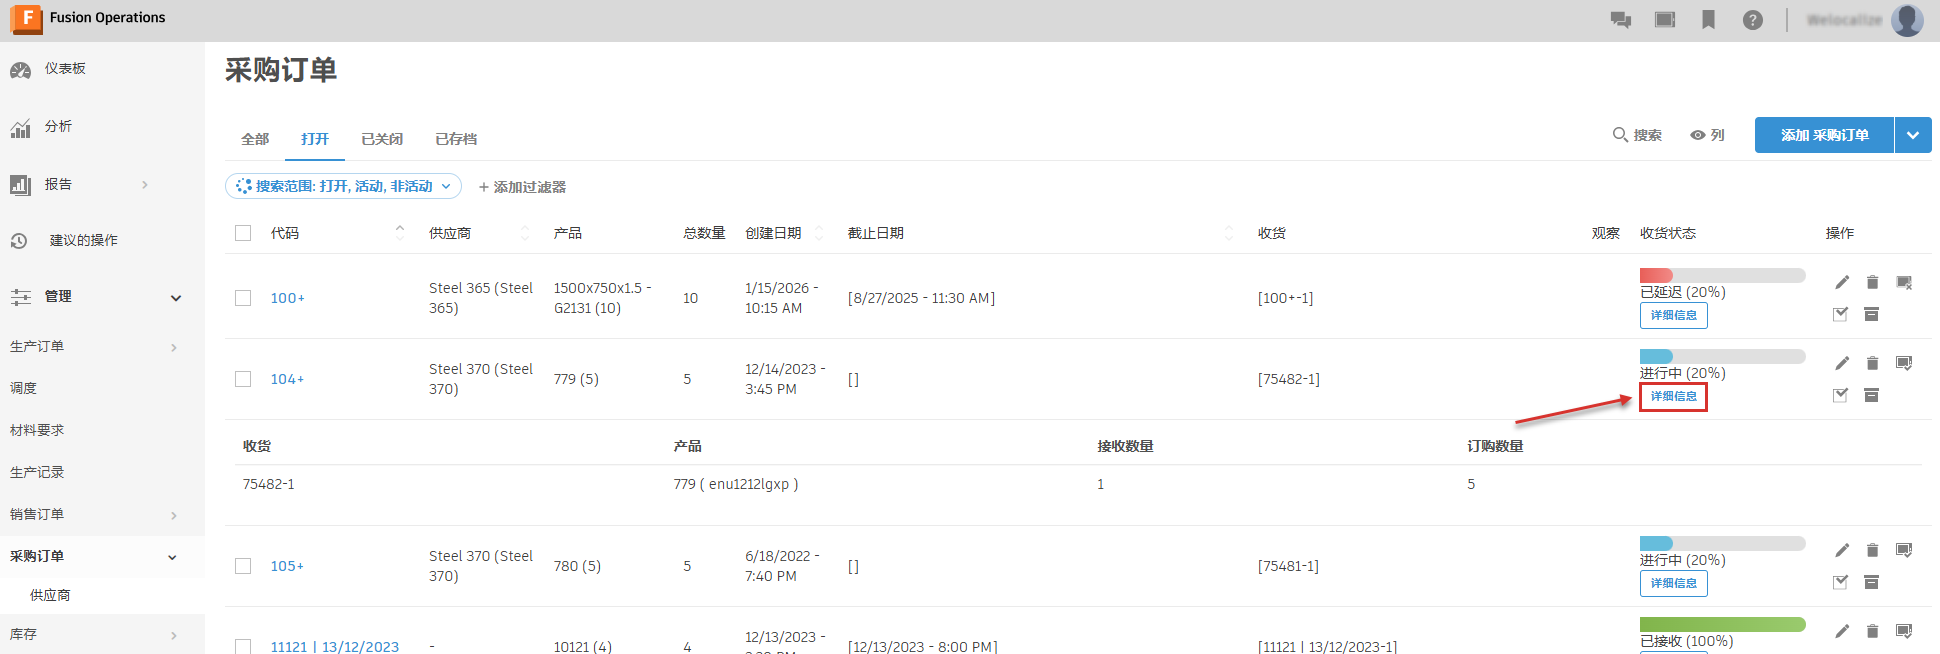 F Fusion Operations
?
仪表板
分析
报告
建议的操作
管理
生产订单
调度
材料要求
生产记录
销售订单
采购订单
供应商
库存
采购订单
全部 打开 已关闭 已存档
搜索 列 添加 采购订单
搜索范围: 打开, 活动, 非活动 + 添加过滤器
代码 供应商 产品 总数量 创建日期 截止日期 收货 观察 收货状态 操作
100+ Steel 365 (Steel 365) 1500x750x1.5 - G2131 (10) 10 1/15/2026 - 10:15 AM [8/27/2025 - 11:30 AM] [100+-1] 已延迟 (20%)
详细信息
104+ Steel 370 (Steel 370) 779 (5) 5 12/14/2023 - 3:45 PM [] [75482-1] 进行中 (20%)
详细信息
收货 产品 接收数量 订购数量
75482-1 779 ( enu1212lgxp ) 1 5
105+ Steel 370 (Steel 370) 780 (5) 5 6/18/2022 - 7:40 PM [] [75481-1] 进行中 (20%)
详细信息
11121 | 13/12/2023 - 10121 (4) 4 12/13/2023 - [12/13/2023 - 8:00 PM] [11121 | 13/12/2023-1] 已接收 (100%)